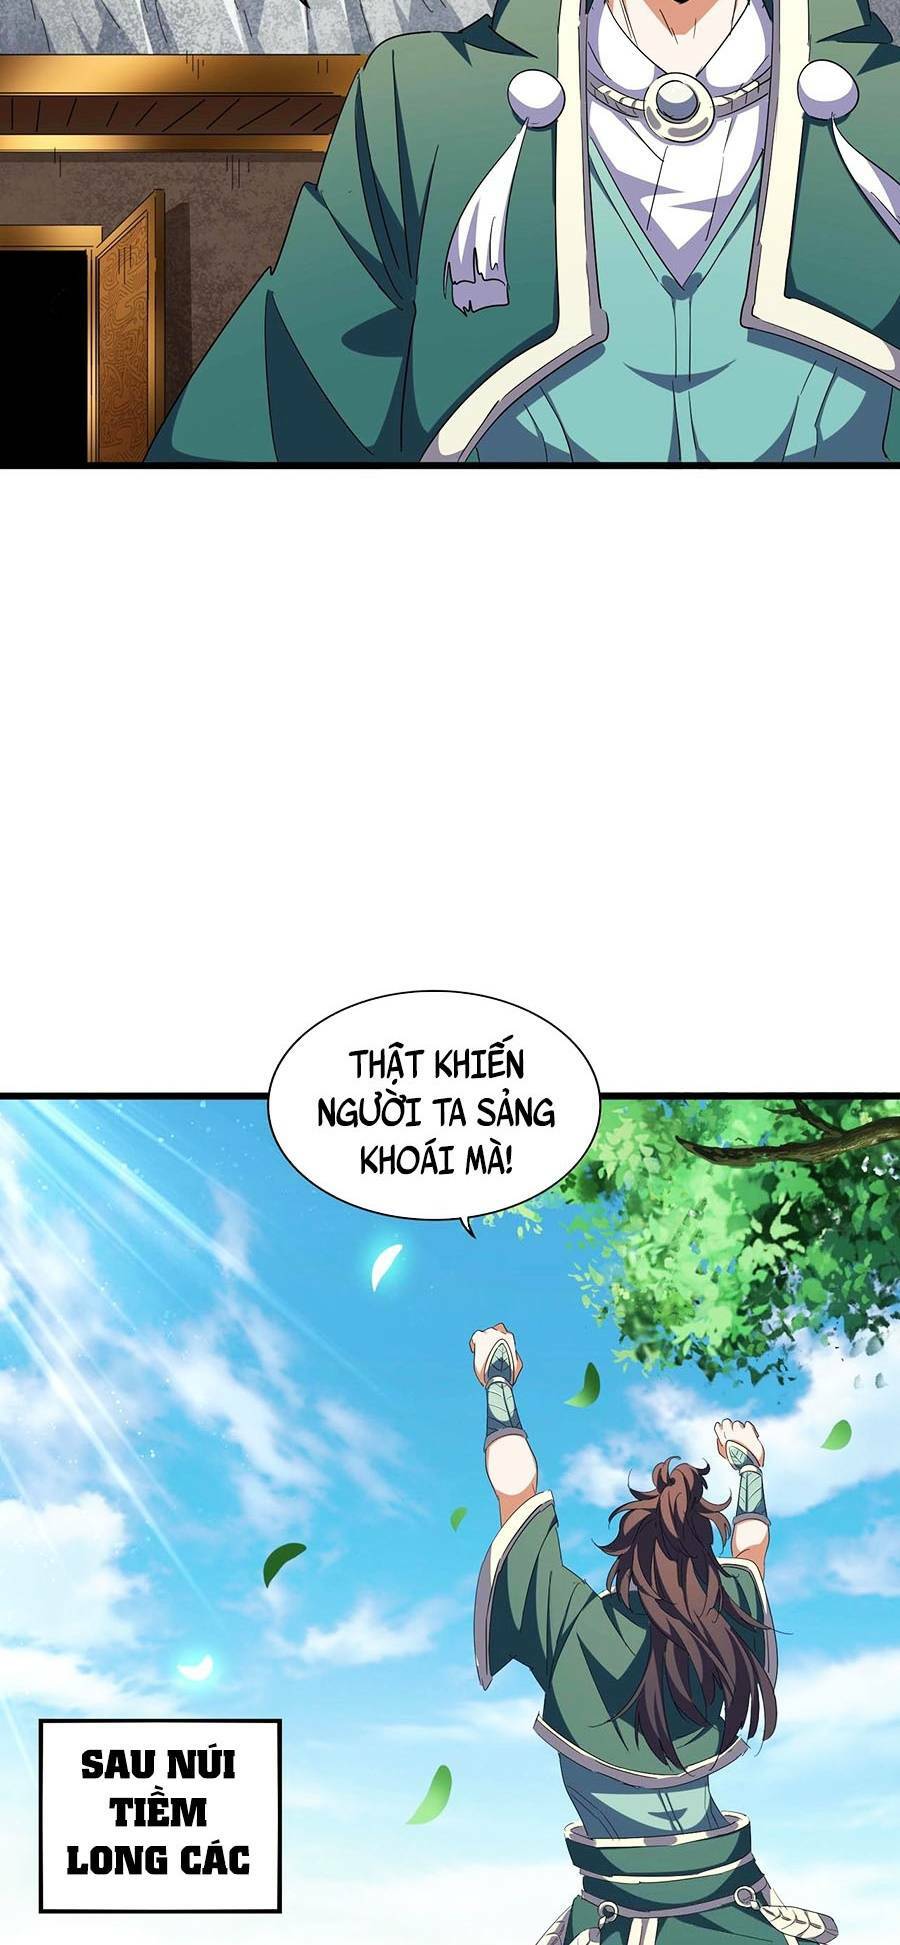 THẬT KHIẾN
NGƯỜI TA SẢNG
KHOÁI MÀ!
SAU NÚI
TIỀM
LONG CÁC